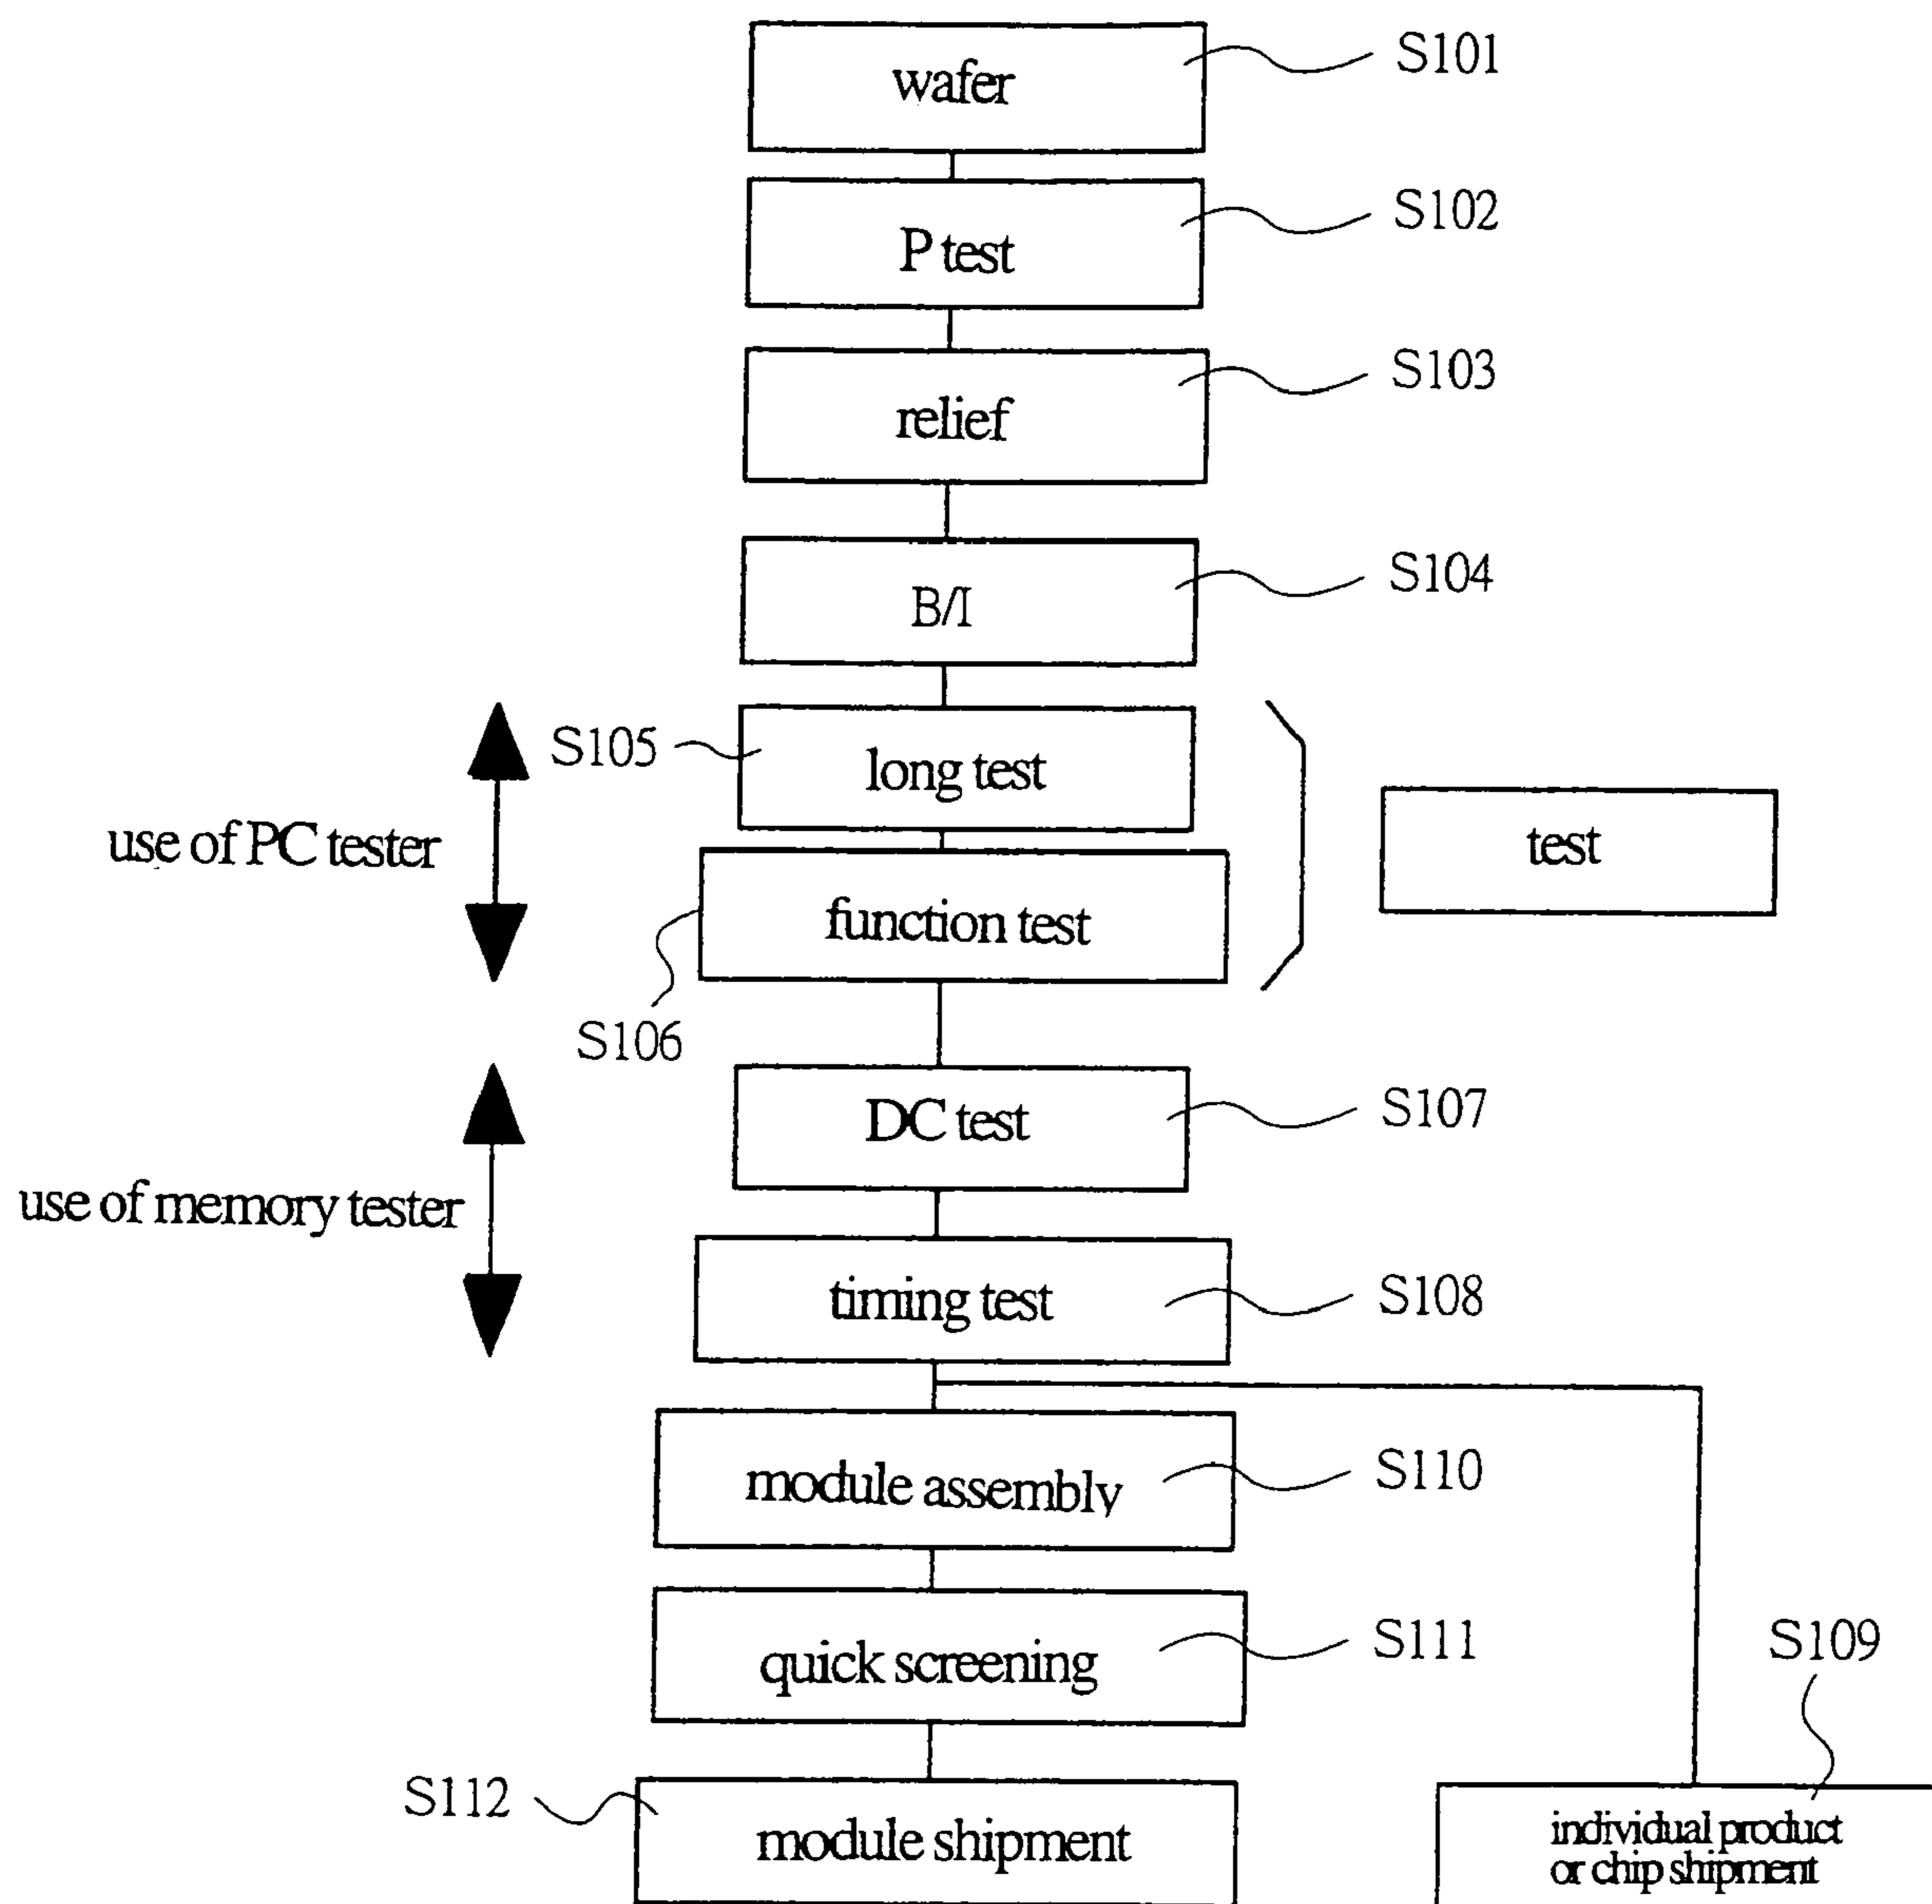 wafer
S101
P test
S102
relief
S103
B/I
S104
S105
long test
use of PC tester
test
function test
S106
DC test
S107
use of memory tester
timing test
S108
module assembly
S110
quick screening
S111
S109
S112
module shipment
individual product
or chip shipment